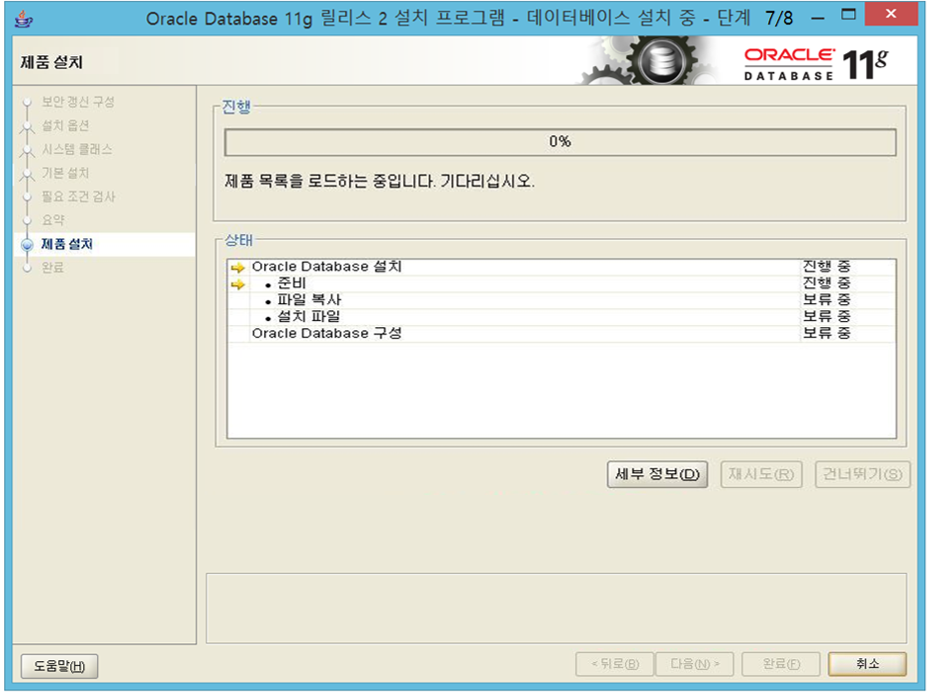 Oracle Database 11g 릴리스 2 설치 프로그램 - 데이터베이스 설치 중 - 단계 7/8
제품 설치
ORACLE
DATABASE 11g
보안 갱신 구성
설치 옵션
시스템 클래스
기본 설치
필요 조건 검사
요약
제품 설치
완료
진행
0%
제품 목록을 로드하는 중입니다. 기다리십시오.
상태
Oracle Database 설치 진행 중
• 준비 진행 중
• 파일 복사 보류 중
• 설치 파일 보류 중
Oracle Database 구성 보류 중
세부 정보(D) 재시도(R) 건너뛰기(S)
도움말(H) < 뒤로(B) 다음(N) > 완료(F) 취소